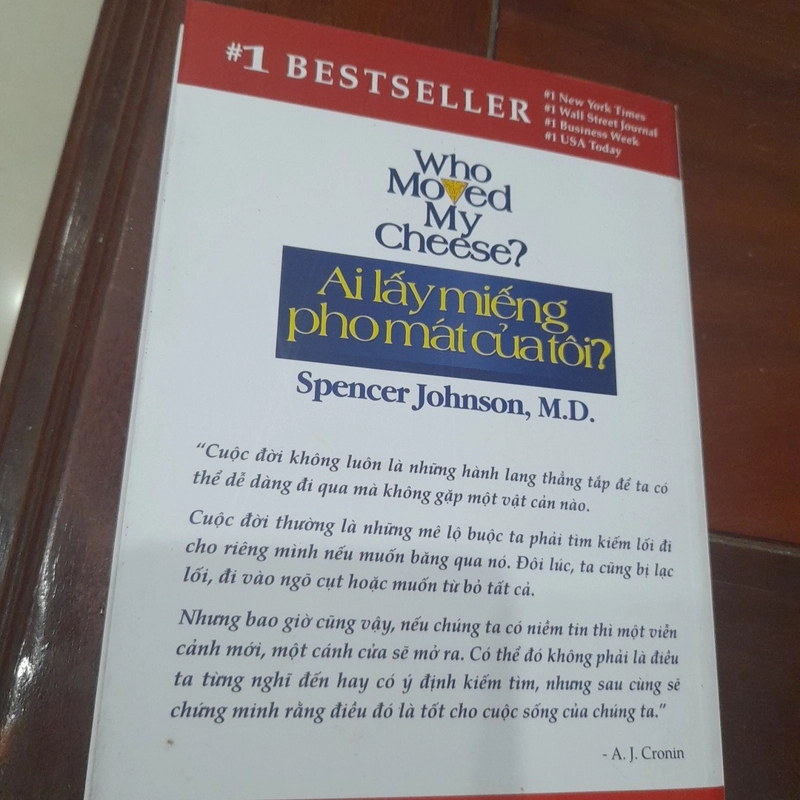 #1 BESTSELLER
#1 New York Times
#1 Wall Street Journal
#1 Business Week
#1 USA Today
Who
Moved
My
Cheese?
Ai lấy miếng
pho mát của tôi?
Spencer Johnson, M.D.
“Cuộc đời không luôn là những hành lang thẳng tắp để ta có
thể dễ dàng đi qua mà không gặp một vật cản nào.
Cuộc đời thường là những mê lộ buộc ta phải tìm kiếm lối đi
cho riêng mình nếu muốn băng qua nó. Đôi lúc, ta cũng bị lạc
lối, đi vào ngõ cụt hoặc muốn từ bỏ tất cả.
Nhưng bao giờ cũng vậy, nếu chúng ta có niềm tin thì một viễn
cảnh mới, một cánh cửa sẽ mở ra. Có thể đó không phải là điều
ta từng nghĩ đến hay có ý định kiếm tìm, nhưng sau cùng sẽ
chứng minh rằng điều đó là tốt cho cuộc sống của chúng ta.”
- A. J. Cronin